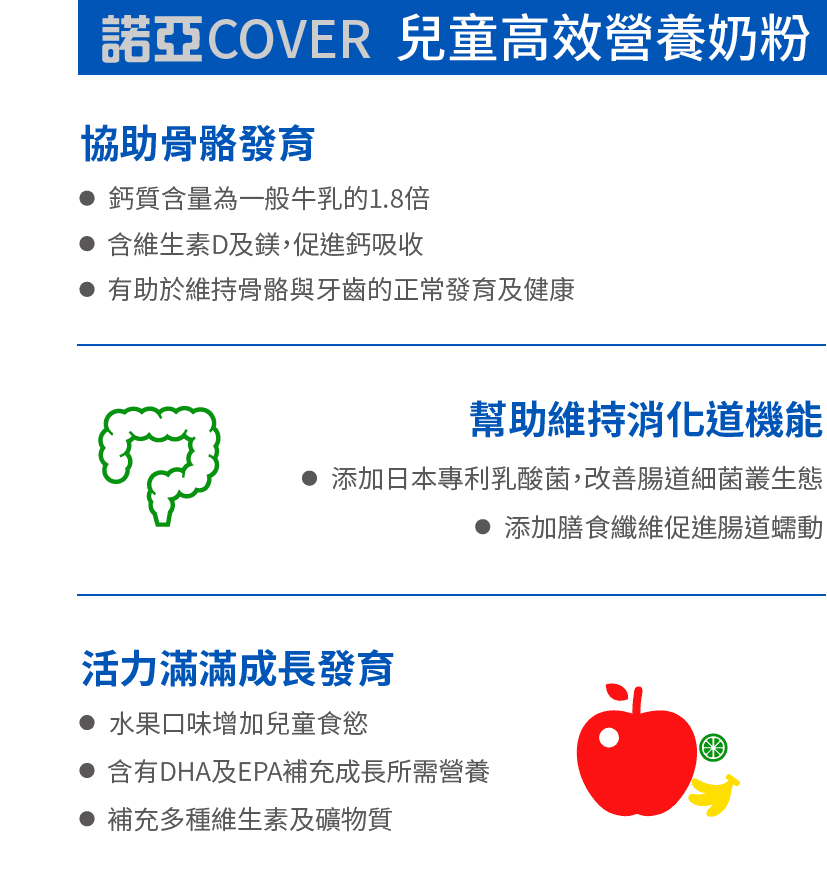 諾亞COVER 兒童高效營養奶粉
協助骨骼發育
● 鈣質含量為一般牛乳的1.8倍
● 含維生素D及鎂,促進鈣吸收
● 有助於維持骨骼與牙齒的正常發育及健康
幫助維持消化道機能
● 添加日本專利乳酸菌,改善腸道細菌叢生態
● 添加膳食纖維促進腸道蠕動
活力滿滿成長發育
● 水果口味增加兒童食慾
● 含有DHA及EPA補充成長所需營養
● 補充多種維生素及礦物質